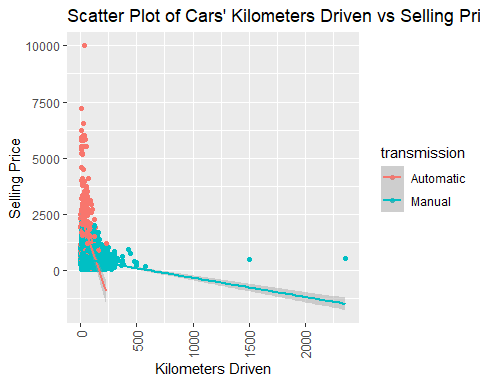 Scatter Plot of Cars' Kilometers Driven vs Selling Pri
10000
7500
5000
2500
0
Selling Price
0
500
1000
1500
2000
Kilometers Driven
transmission
Automatic
Manual